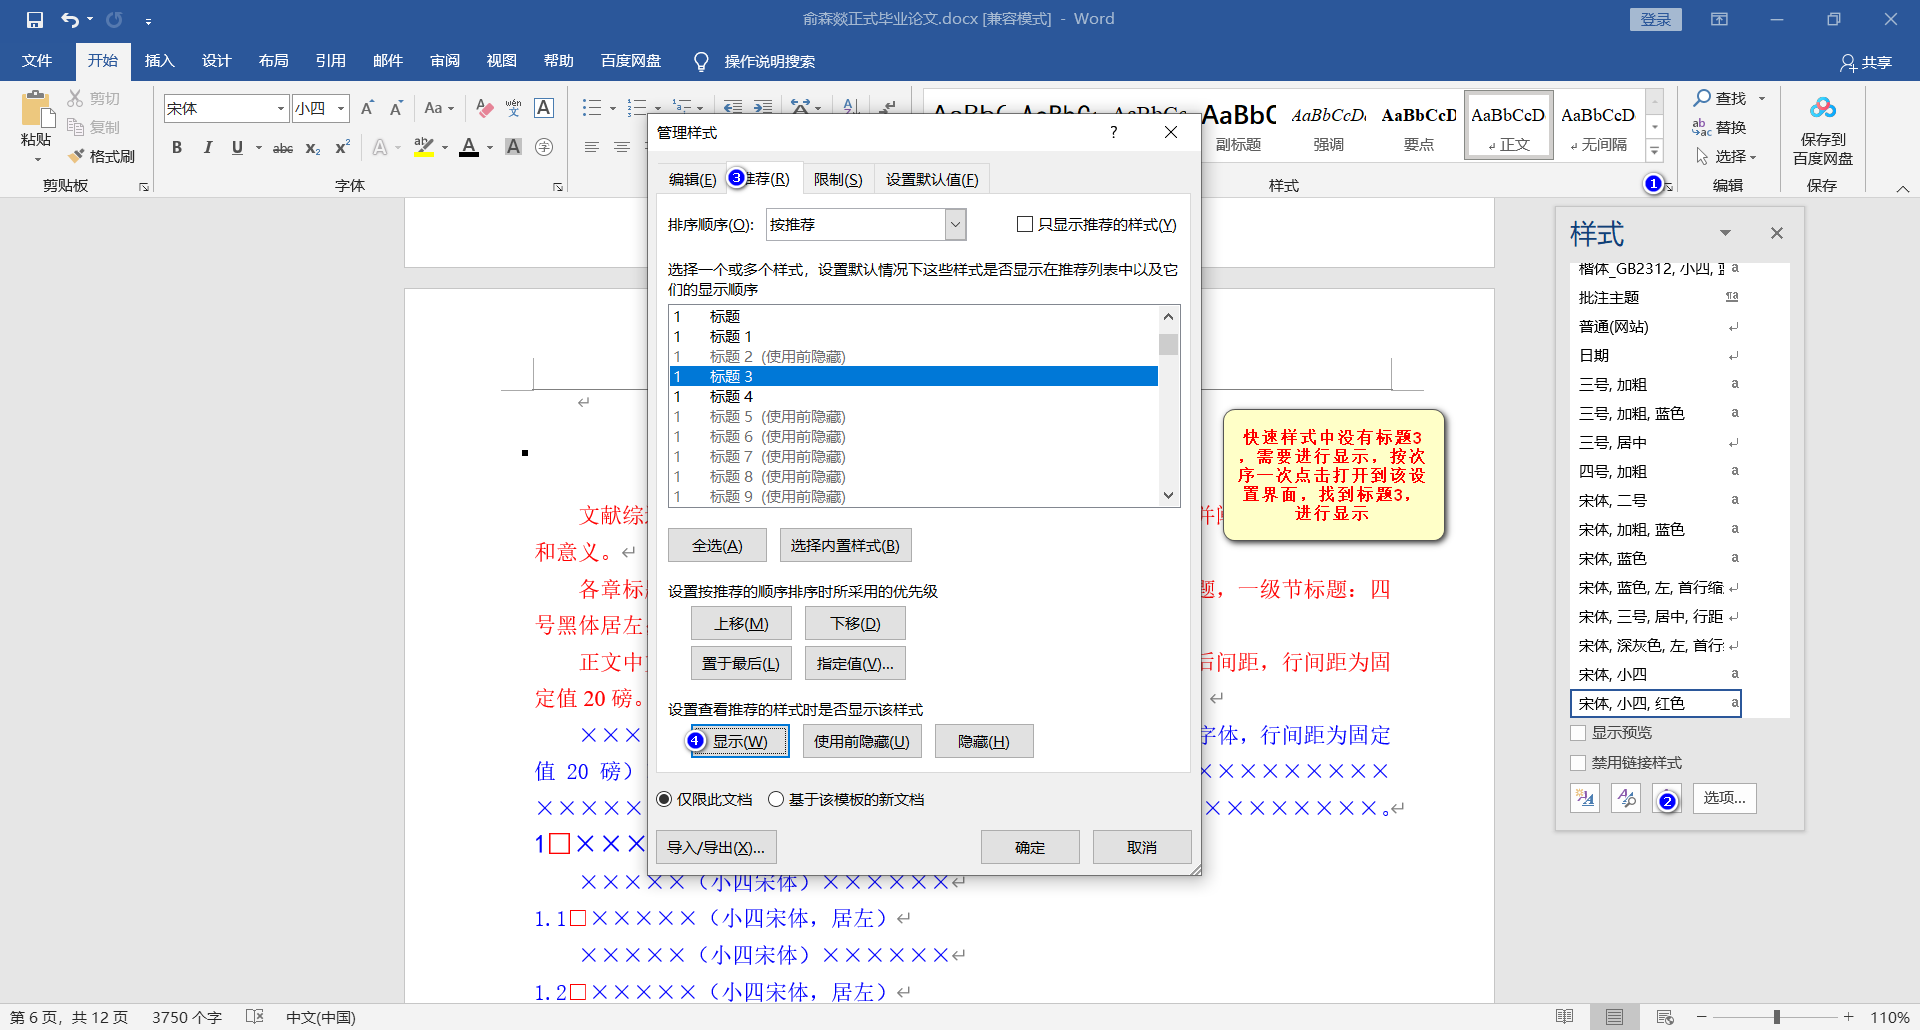 俞森燚正式毕业论文.docx [兼容模式] - Word
登录
文件 开始 插入 设计 布局 引用 邮件 审阅 视图 帮助 百度网盘 操作说明搜索 共享
粘贴
剪切
复制
格式刷
剪贴板
宋体 小四
Aa
wén
A
B I U abc x₂ x² A aby A A 字
字体
AaBbC
AaBbC
AaBbCc
AaBbC 副标题
AaBbCcDc 强调
AaBbCcD 要点
AaBbCcD ↲正文
AaBbCcD ↲无间隔
样式
1
查找
替换
选择
编辑
保存到
百度网盘
保存
管理样式 ?
编辑(E) 3 推荐(R) 限制(S) 设置默认值(F)
排序顺序(O): 按推荐 只显示推荐的样式(Y)
选择一个或多个样式，设置默认情况下这些样式是否显示在推荐列表中以及它
们的显示顺序
1 标题
1 标题 1
1 标题 2 (使用前隐藏)
1 标题 3
1 标题 4
1 标题 5 (使用前隐藏)
1 标题 6 (使用前隐藏)
1 标题 7 (使用前隐藏)
1 标题 8 (使用前隐藏)
1 标题 9 (使用前隐藏)
全选(A) 选择内置样式(B)
设置按推荐的顺序排序时所采用的优先级
上移(M) 下移(D)
置于最后(L) 指定值(V)...
设置查看推荐的样式时是否显示该样式
4 显示(W) 使用前隐藏(U) 隐藏(H)
仅限此文档 基于该模板的新文档
导入/导出(X)... 确定 取消
快速样式中没有标题3
，需要进行显示，按次
序一次点击打开到该设
置界面，找到标题3，
进行显示
样式
楷体_GB2312, 小四, 蓝 a
批注主题 ¶a
普通(网站) ↵
日期 ↵
三号, 加粗 a
三号, 加粗, 蓝色 a
三号, 居中 ↵
四号, 加粗 a
宋体, 二号 a
宋体, 加粗, 蓝色 a
宋体, 蓝色 a
宋体, 蓝色, 左, 首行缩 ↵
宋体, 三号, 居中, 行距 ↵
宋体, 深灰色, 左, 首行 ↵
宋体, 小四 a
宋体, 小四, 红色 a
显示预览
禁用链接样式
2 选项...
文献综
和意义。↵
各章标 题，一级节标题：四
号黑体居左
正文中 后间距，行间距为固
定值 20 磅。 ↵
××× 字体，行间距为固定
值 20 磅） ×××××××××
×××××× ×××××××××。↵
1□×××
×××××（小四宋体）××××××↵
1.1□×××××（小四宋体，居左）↵
×××××（小四宋体）××××××↵
1.2□×××××（小四宋体，居左）↵
第 6 页，共 12 页 3750 个字 中文(中国) 110%